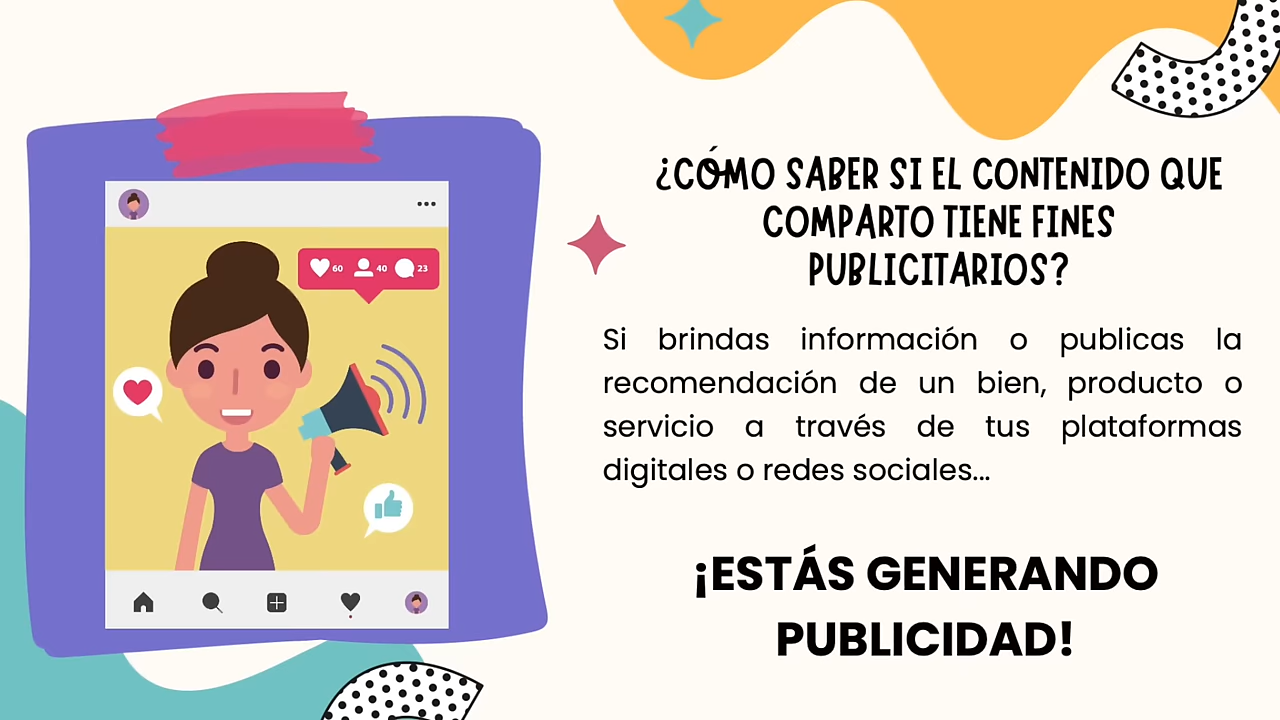 60 40 23
¿CÓMO SABER SI EL CONTENIDO QUE
COMPARTO TIENE FINES
PUBLICITARIOS?
Si brindas información o publicas la
recomendación de un bien, producto o
servicio a través de tus plataformas
digitales o redes sociales...
¡ESTÁS GENERANDO
PUBLICIDAD!